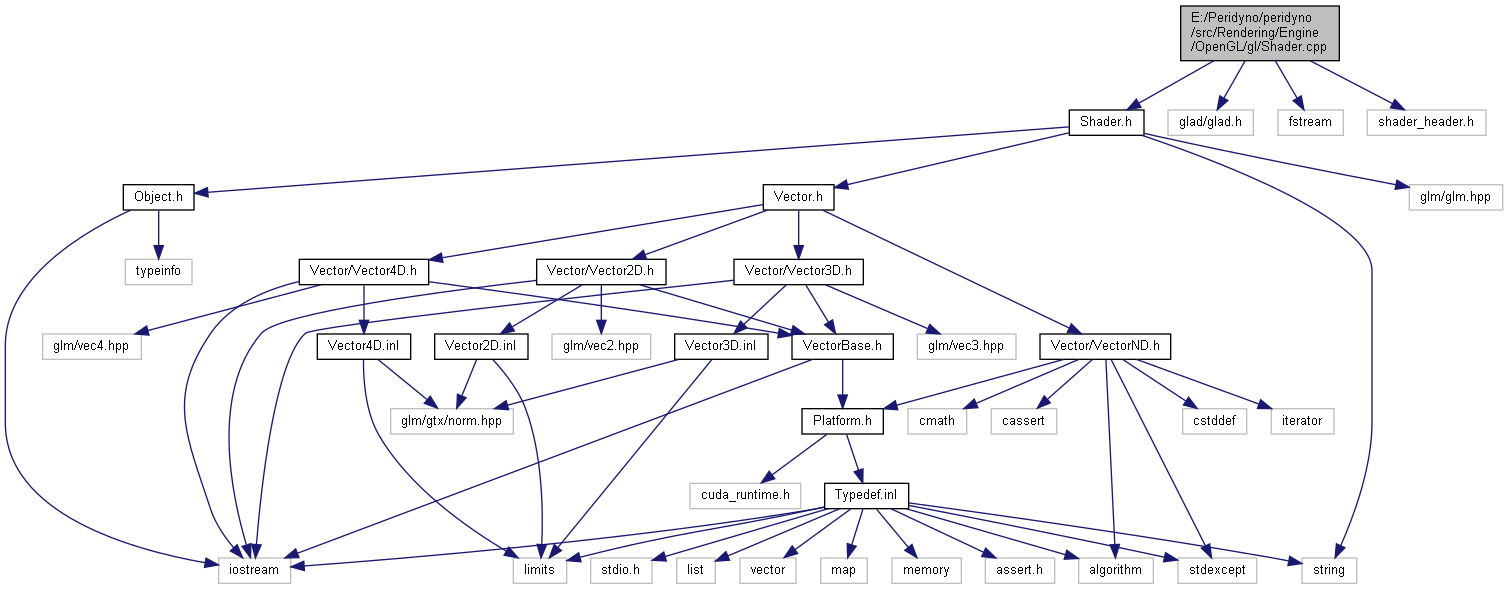 E:/Peridyno/peridyno
/src/Rendering/Engine
/OpenGL/gl/Shader.cpp
Shader.h
glad/glad.h
fstream
shader_header.h
Object.h
Vector.h
glm/glm.hpp
typeinfo
Vector/Vector4D.h
Vector/Vector2D.h
Vector/Vector3D.h
glm/vec4.hpp
Vector4D.inl
Vector2D.inl
glm/vec2.hpp
Vector3D.inl
VectorBase.h
glm/vec3.hpp
Vector/VectorND.h
glm/gtx/norm.hpp
Platform.h
cmath
cassert
cstddef
iterator
cuda_runtime.h
Typedef.inl
iostream
limits
stdio.h
list
vector
map
memory
assert.h
algorithm
stdexcept
string